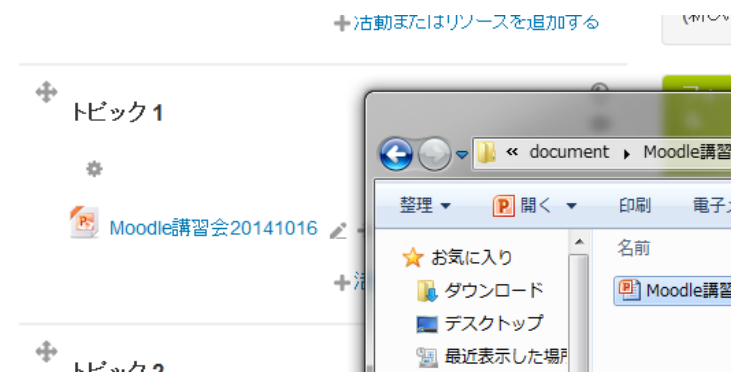 活動またはリソースを追加する
トピック 1
Moodle講習会20141016
トピック 2
« document ▸ Moodle講習
整理 ▼ 開く ▼ 印刷 電子
お気に入り
ダウンロード
デスクトップ
最近表示した場所
名前
Moodle講習